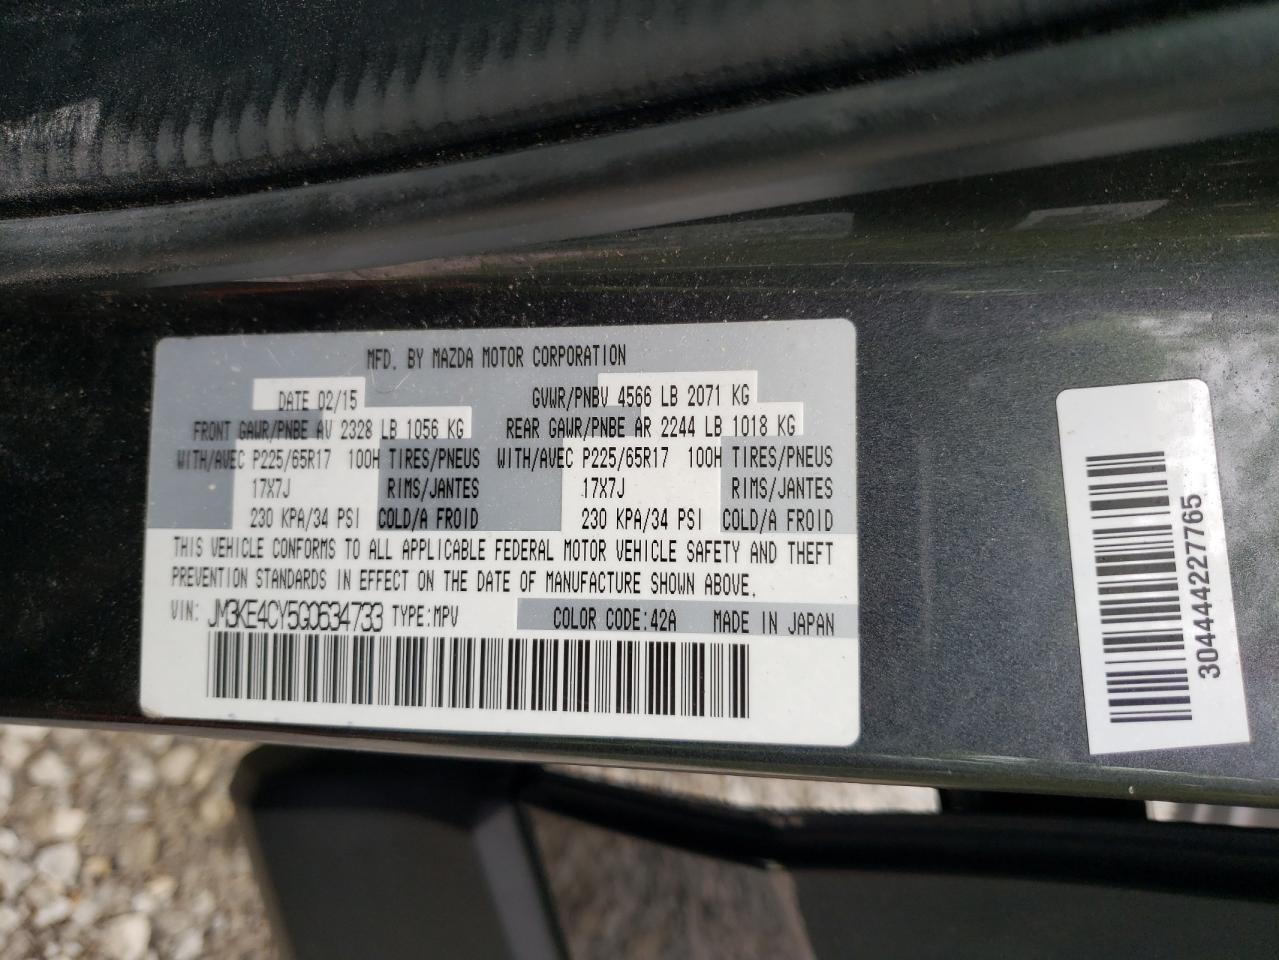 MFD. BY MAZDA MOTOR CORPORATION
DATE 02/15 GVWR/PNBV 4566 LB 2071 KG
FRONT GAWR/PNBE AV 2328 LB 1056 KG REAR GAWR/PNBE AR 2244 LB 1018 KG
WITH/AVEC P225/65R17 100H TIRES/PNEUS WITH/AVEC P225/65R17 100H TIRES/PNEUS
17X7J RIMS/JANTES 17X7J RIMS/JANTES
230 KPA/34 PSI COLD/A FROID 230 KPA/34 PSI COLD/A FROID
THIS VEHICLE CONFORMS TO ALL APPLICABLE FEDERAL MOTOR VEHICLE SAFETY AND THEFT
PREVENTION STANDARDS IN EFFECT ON THE DATE OF MANUFACTURE SHOWN ABOVE.
VIN: JM3KE4CY5G0634733 TYPE:MPV COLOR CODE:42A MADE IN JAPAN
304444227765